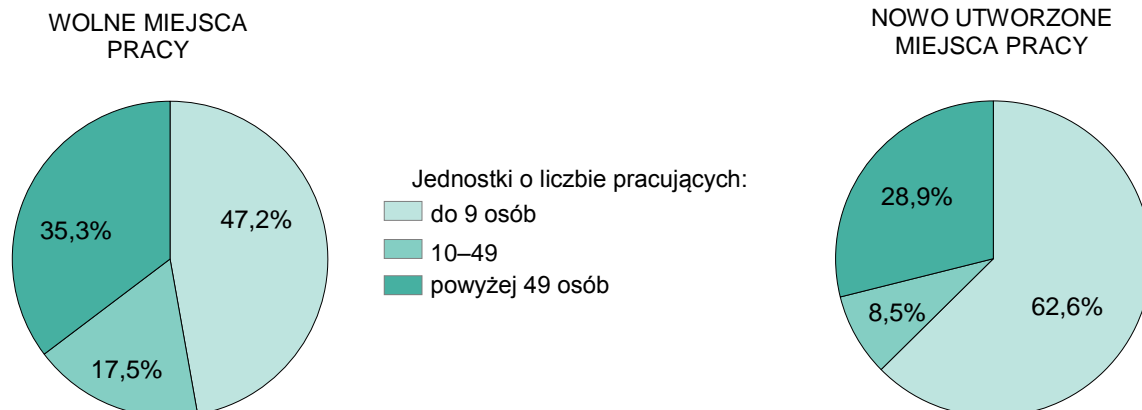 WOLNE MIEJSCA
PRACY
35,3%
47,2%
17,5%
Jednostki o liczbie pracujących:
do 9 osób
10–49
powyżej 49 osób
NOWO UTWORZONE
MIEJSCA PRACY
28,9%
8,5%
62,6%